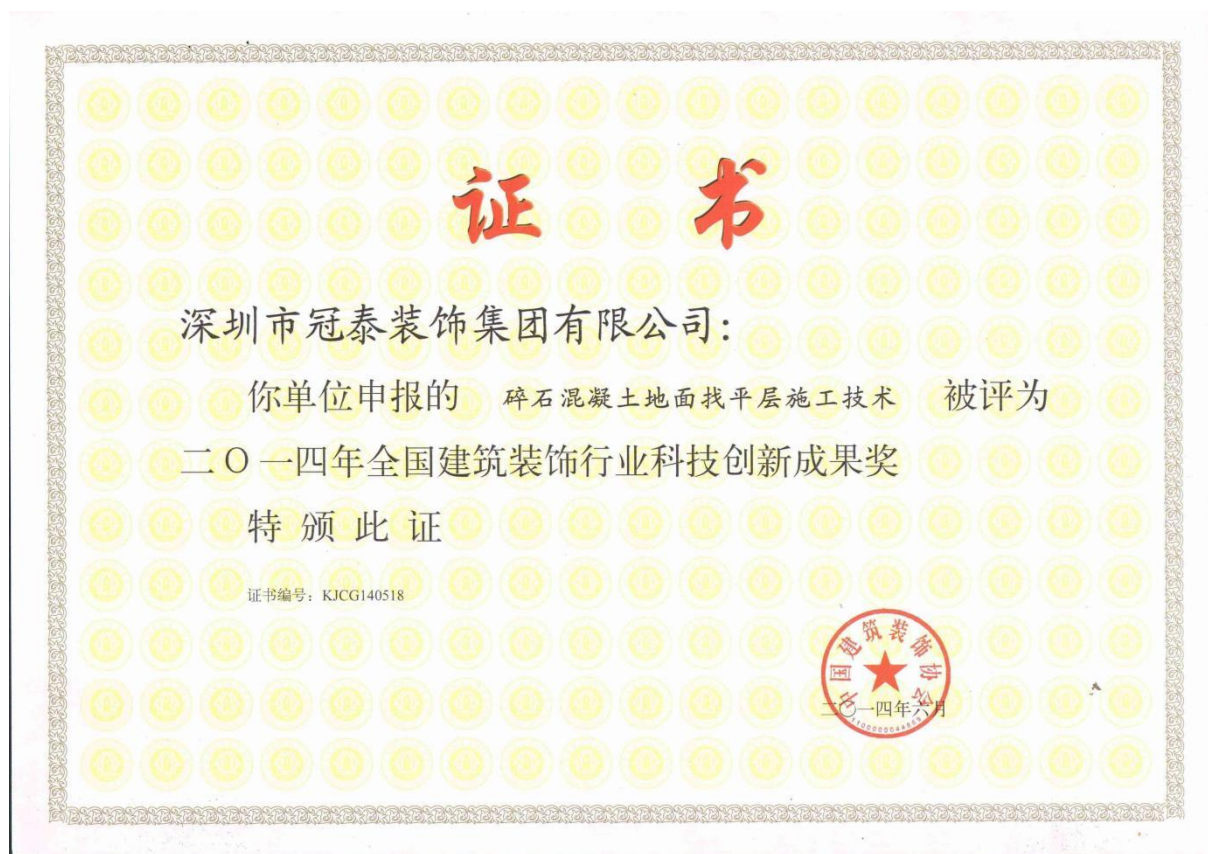 证 书
深圳市冠泰装饰集团有限公司:
你单位申报的 碎石混凝土地面找平层施工技术 被评为
二O一四年全国建筑装饰行业科技创新成果奖
特 颁 此 证
证书编号：KJCG140518
中国建筑装饰协会
二〇一四年六月